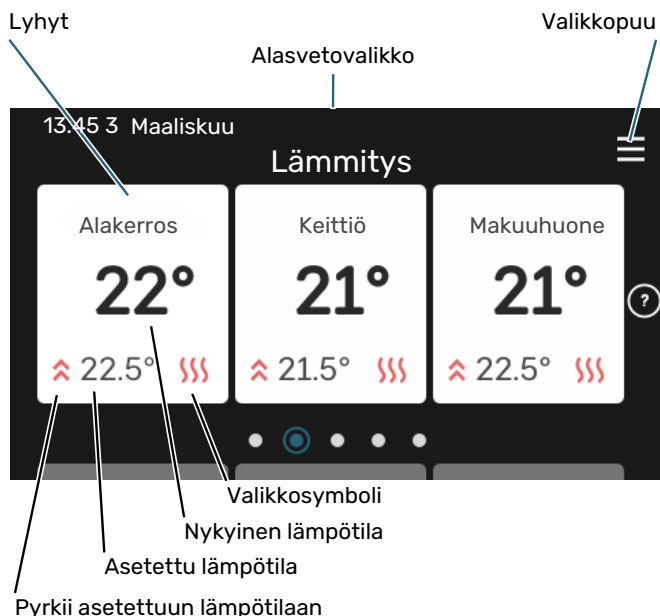 Lyhyt
Valikkopuu
Alasvetovalikko
13.45 3 Maaliskuu
Lämmitys
Alakerros
Keittiö
Makuuhuone
22°
21°
21°
?
22.5°
21.5°
22.5°
Valikkosymboli
Nykyinen lämpötila
Asetettu lämpötila
Pyrkii asetettuun lämpötilaan